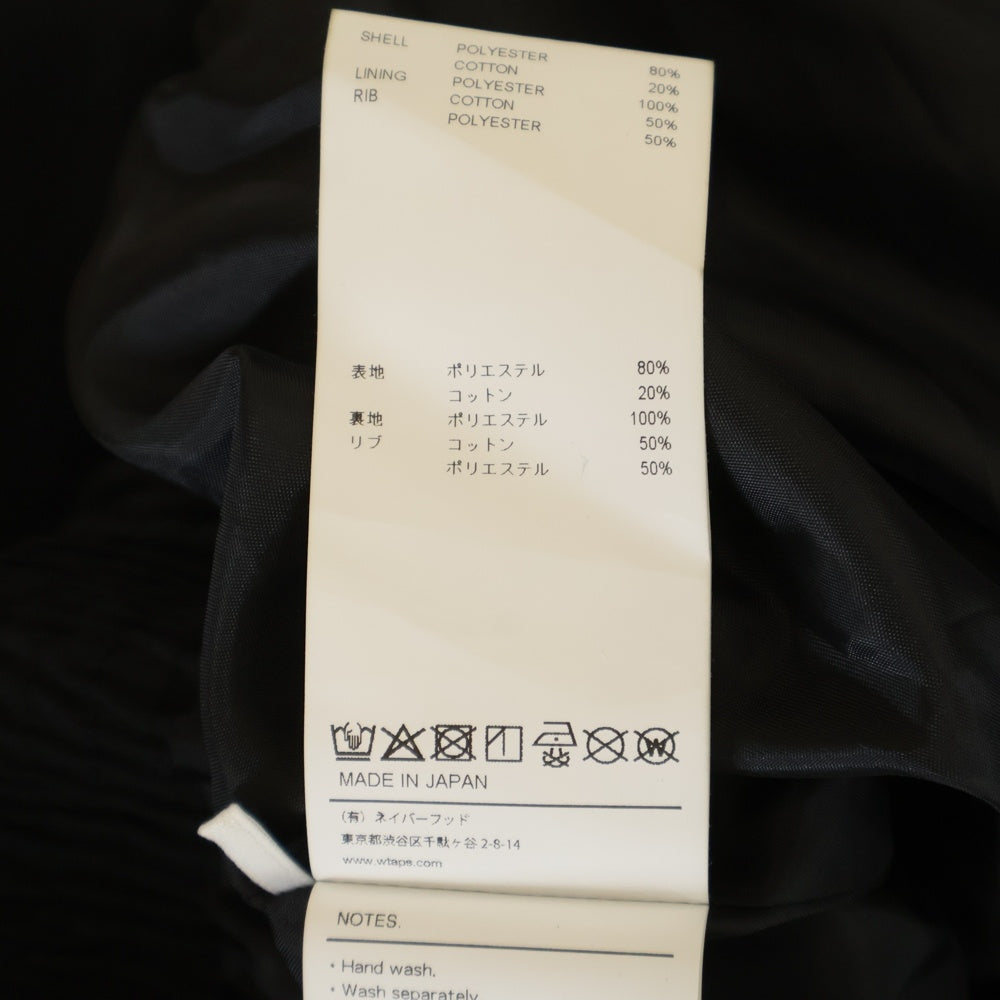 SHELL POLYESTER 80%
COTTON 20%
LINING POLYESTER 100%
RIB COTTON 50%
POLYESTER 50%
表地 ポリエステル 80%
コットン 20%
裏地 ポリエステル 100%
リブ コットン 50%
ポリエステル 50%
W
MADE IN JAPAN
(有) ネイバーフッド
東京都渋谷区千駄ヶ谷 2-8-14
www.wtaps.com
NOTES.
・Hand wash.
・Wash separately